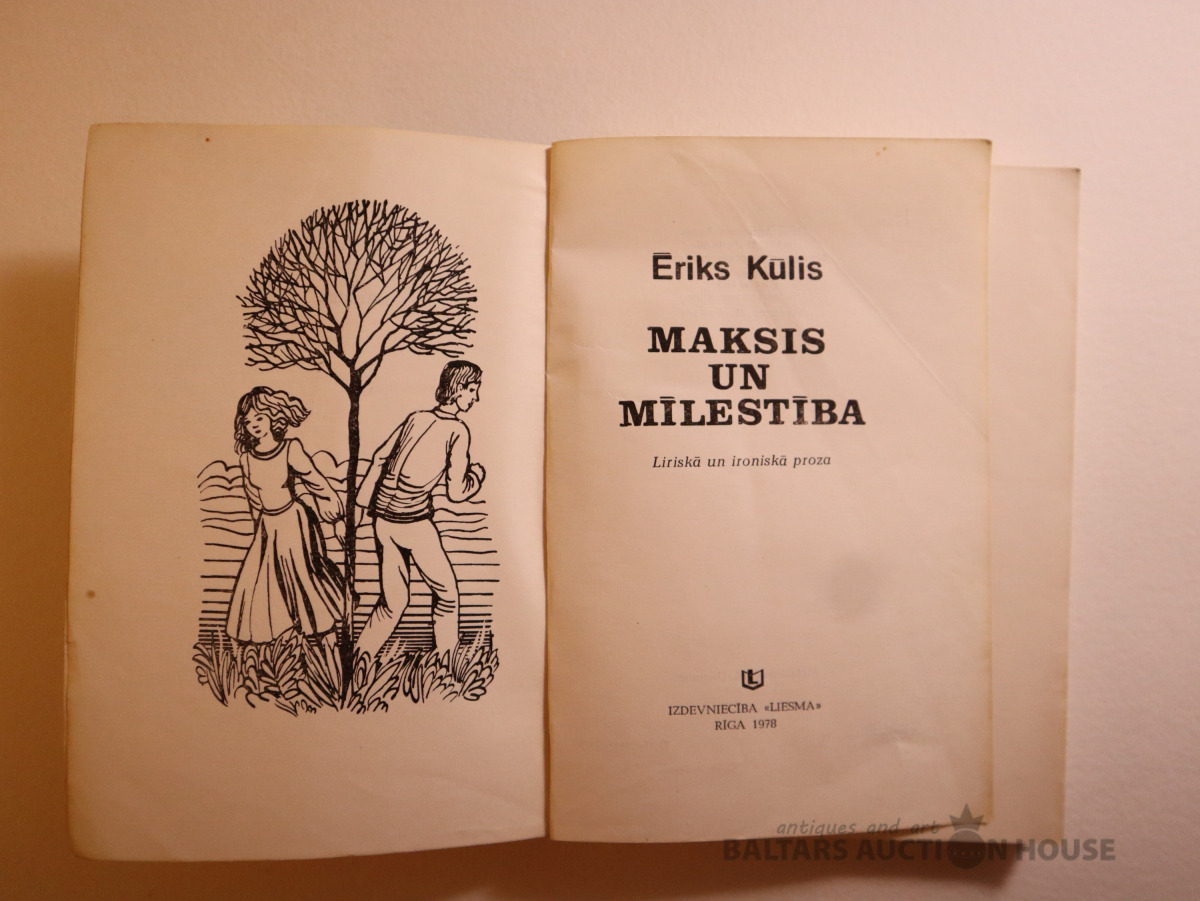 Ēriks Kūlis
MAKSIS
UN
MĪLESTĪBA
Liriskā un ironiskā proza
IZDEVNIECĪBA «LIESMA»
RĪGA 1978
antiques and art
BALTARS AUCTION HOUSE